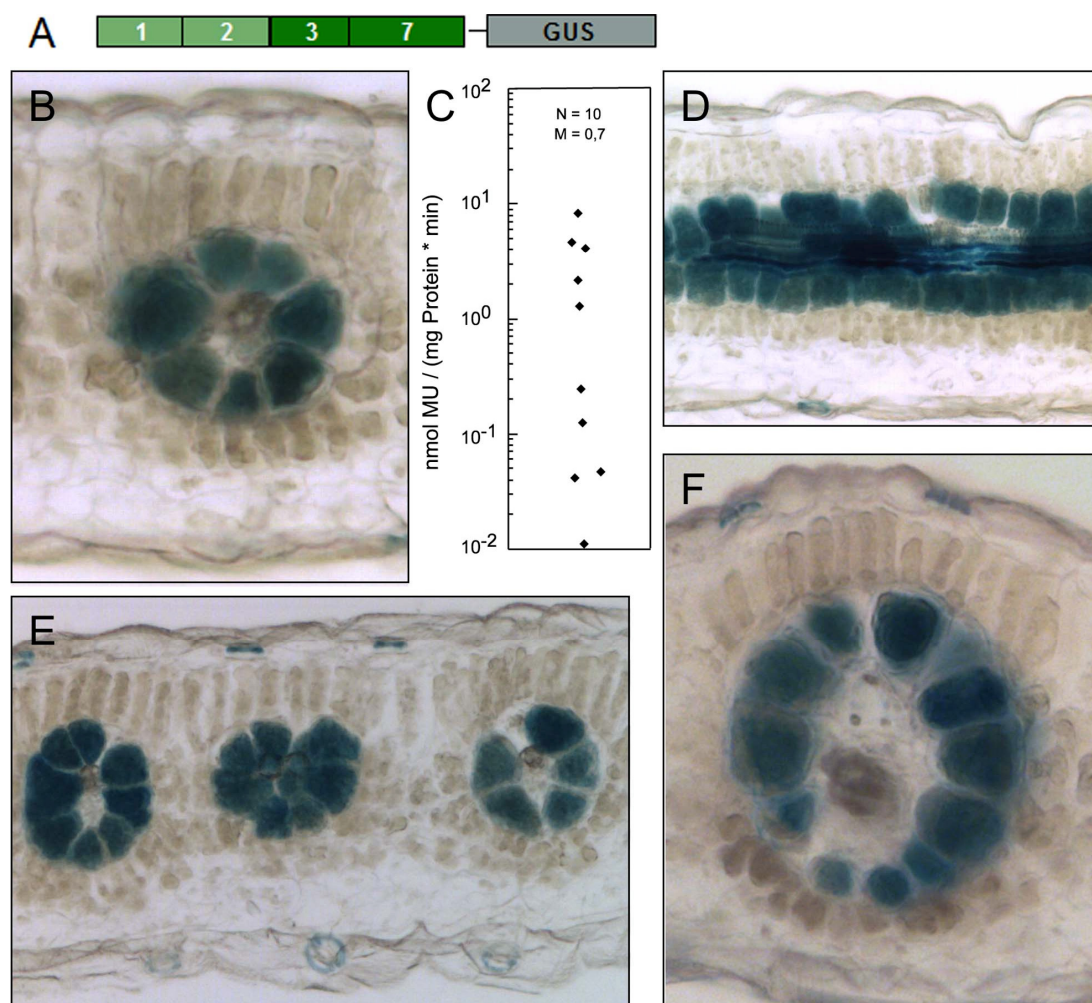 A
1 2 3 7 GUS
B
C
D
10²
10¹
10⁰
10⁻¹
10⁻²
nmol MU / (mg Protein * min)
N = 10
M = 0,7
E
F